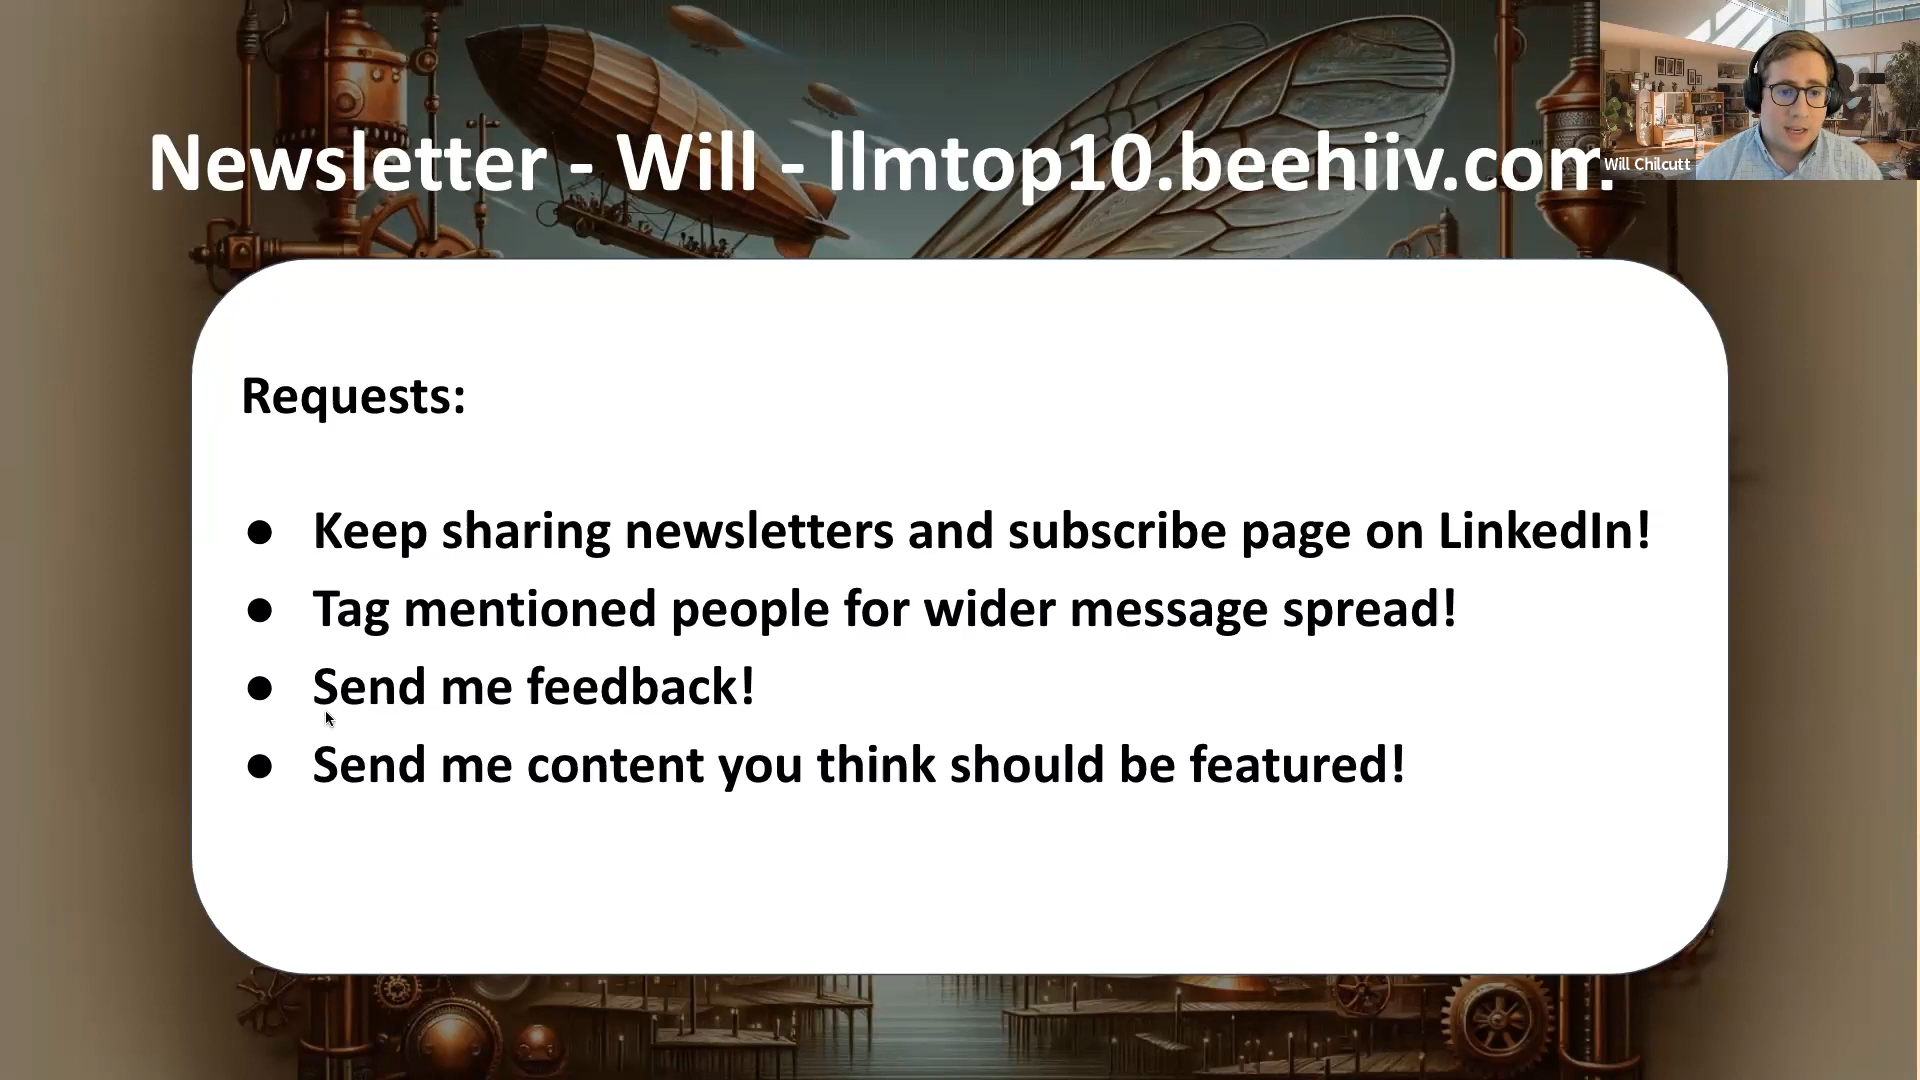 Newsletter - Will - llmtop10.beehiiv.com
Will Chilcutt
Requests:
● Keep sharing newsletters and subscribe page on LinkedIn!
● Tag mentioned people for wider message spread!
● Send me feedback!
● Send me content you think should be featured!